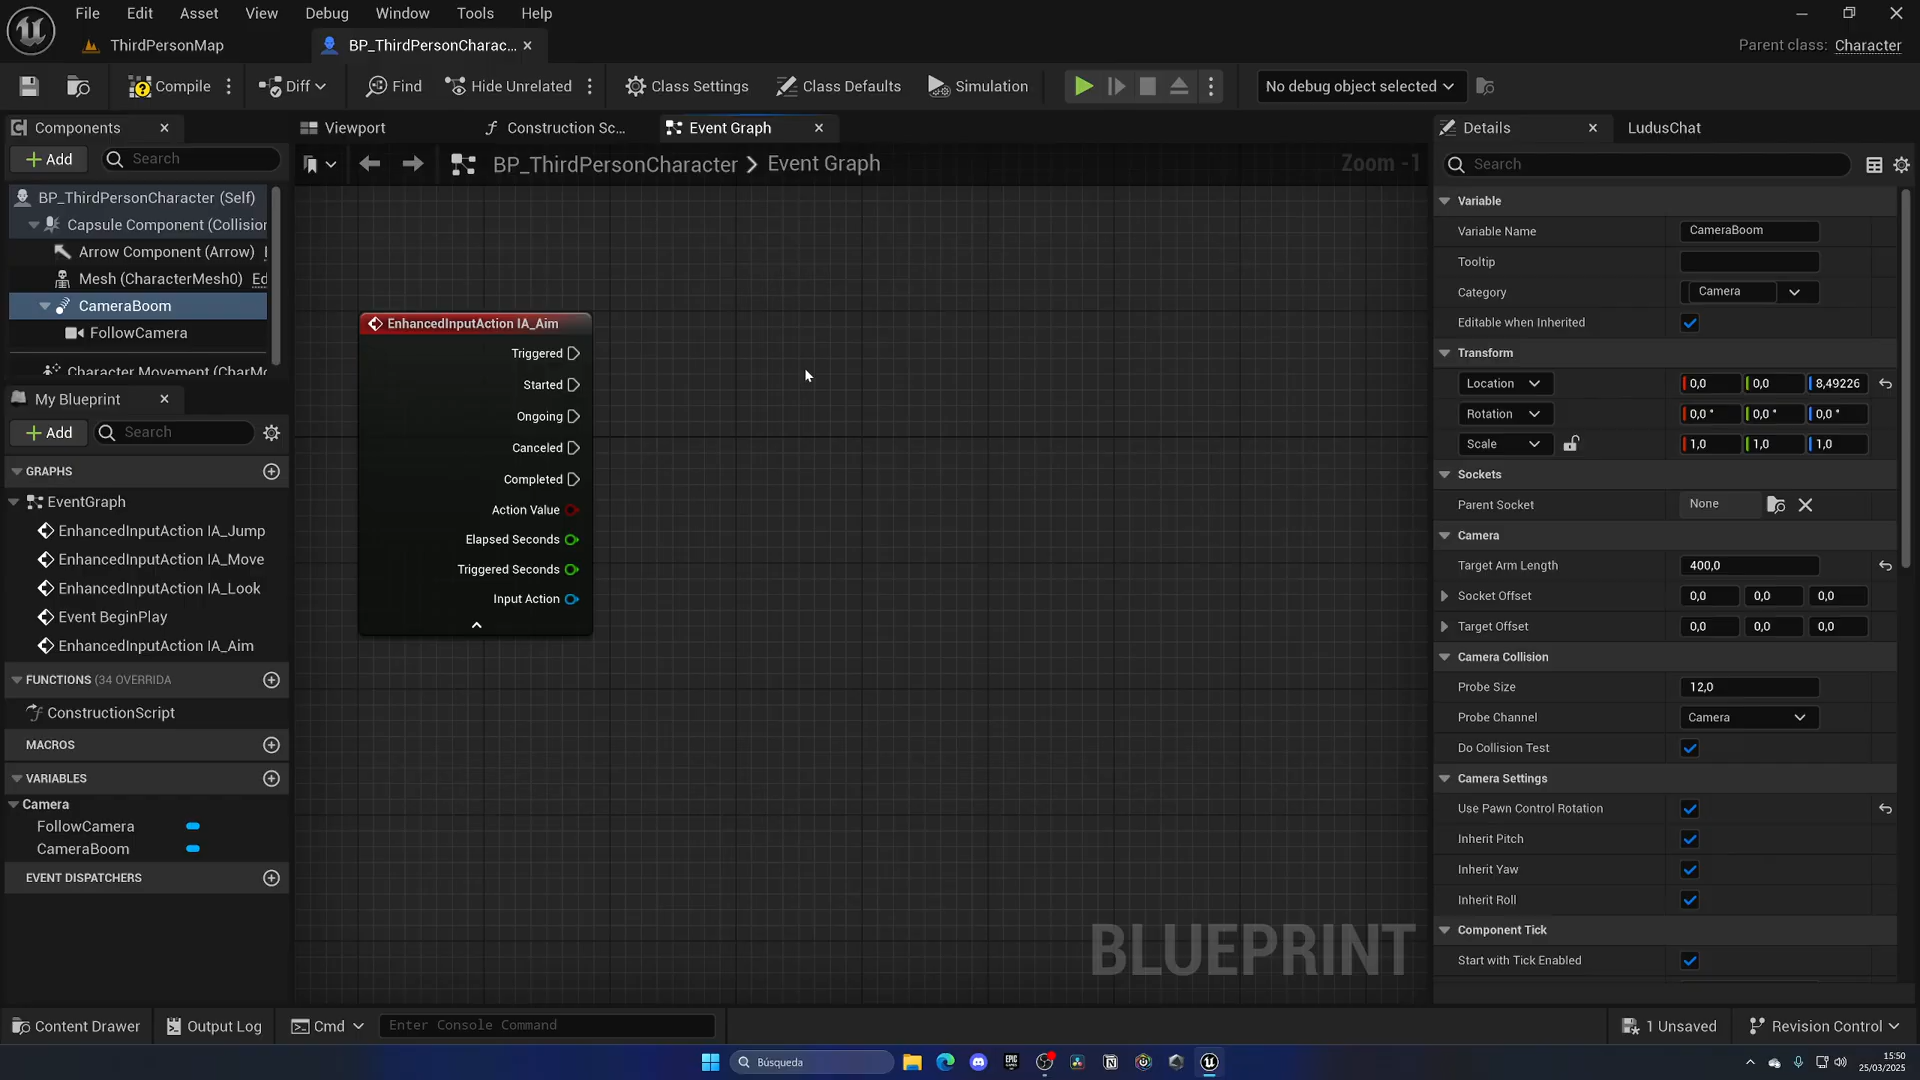 File Edit Asset View Debug Window Tools Help
ThirdPersonMap
BP_ThirdPersonCharac...
Parent class: Character
Compile
Diff
Find
Hide Unrelated
Class Settings
Class Defaults
Simulation
No debug object selected
Components
Add
Search
BP_ThirdPersonCharacter (Self)
Capsule Component (Collision
Arrow Component (Arrow)
Mesh (CharacterMesh0) Ed
CameraBoom
FollowCamera
Character Movement (CharMo
My Blueprint
Add
Search
GRAPHS
EventGraph
EnhancedInputAction IA_Jump
EnhancedInputAction IA_Move
EnhancedInputAction IA_Look
Event BeginPlay
EnhancedInputAction IA_Aim
FUNCTIONS (34 OVERRIDA
ConstructionScript
MACROS
VARIABLES
Camera
FollowCamera
CameraBoom
EVENT DISPATCHERS
Viewport
Construction Sc...
Event Graph
BP_ThirdPersonCharacter > Event Graph
Zoom -1
EnhancedInputAction IA_Aim
Triggered
Started
Ongoing
Canceled
Completed
Action Value
Elapsed Seconds
Triggered Seconds
Input Action
BLUEPRINT
Details
LudusChat
Search
Variable
Variable Name CameraBoom
Tooltip
Category Camera
Editable when Inherited
Transform
Location 0,0 0,0 8,49226
Rotation 0,0 ° 0,0 ° 0,0 °
Scale 1,0 1,0 1,0
Sockets
Parent Socket None
Camera
Target Arm Length 400,0
Socket Offset 0,0 0,0 0,0
Target Offset 0,0 0,0 0,0
Camera Collision
Probe Size 12,0
Probe Channel Camera
Do Collision Test
Camera Settings
Use Pawn Control Rotation
Inherit Pitch
Inherit Yaw
Inherit Roll
Component Tick
Start with Tick Enabled
Content Drawer
Output Log
Cmd
Enter Console Command
1 Unsaved
Revision Control
Búsqueda
EPIC
15:50
25/03/2025